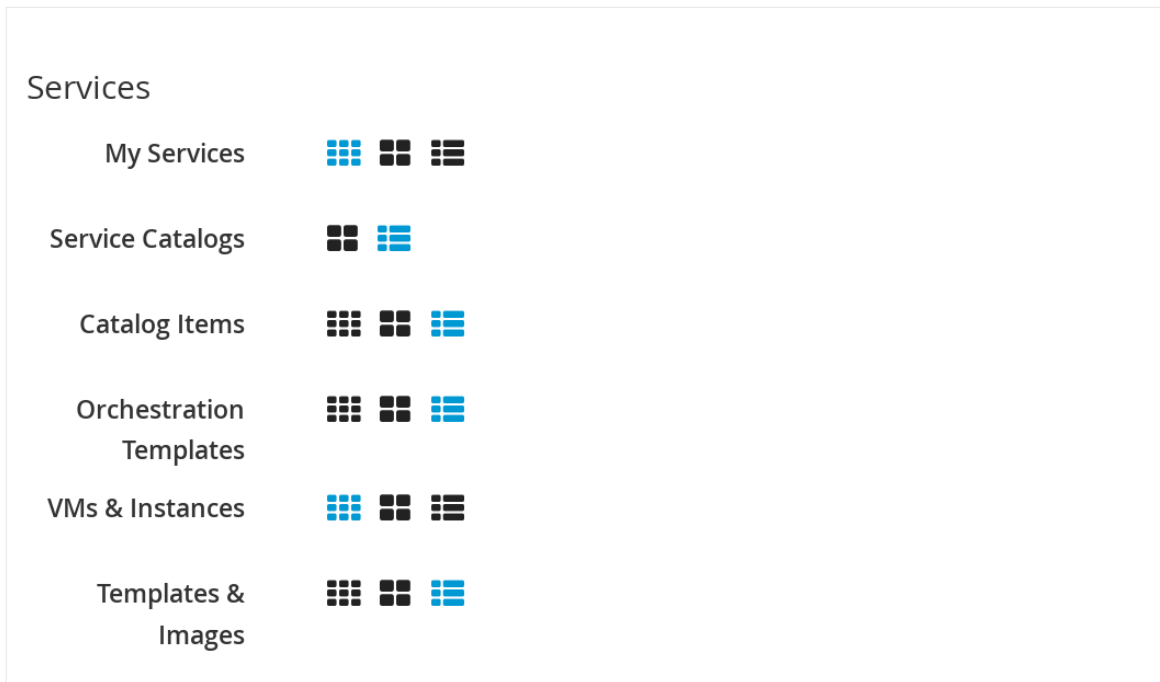 Services
My Services
Service Catalogs
Catalog Items
Orchestration
Templates
VMs & Instances
Templates &
Images